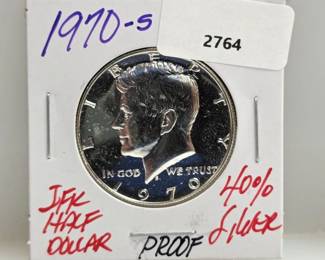 1970-S
2764
LIBERTY
IN GOD WE TRUST
1970
JFK
HALF
DOLLAR
PROOF
40%
SILVER